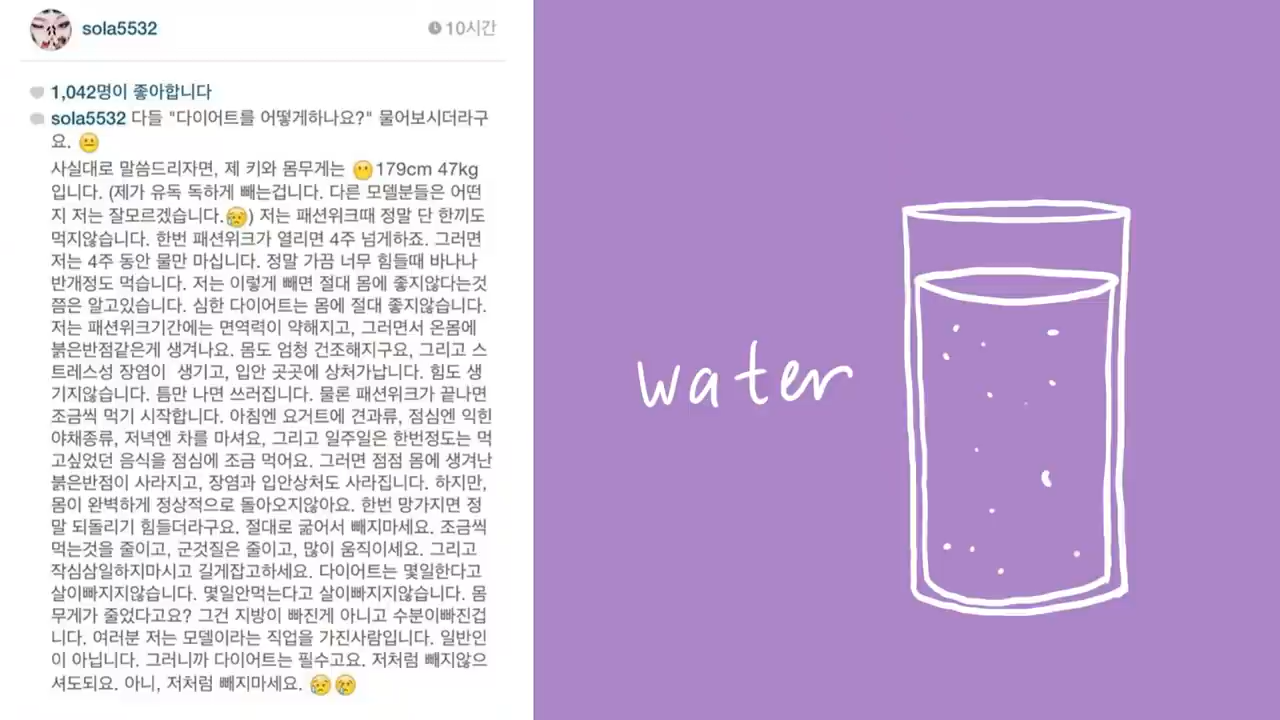 sola5532
10시간
1,042명이 좋아합니다
sola5532 다들 "다이어트를 어떻게하나요?" 물어보시더라구
요. 😐
사실대로 말씀드리자면, 제 키와 몸무게는 😶179cm 47kg
입니다. (제가 유독 독하게 빼는겁니다. 다른 모델분들은 어떤
지 저는 잘모르겠습니다.😥) 저는 패션위크때 정말 단 한끼도
먹지않습니다. 한번 패션위크가 열리면 4주 넘게하죠. 그러면
저는 4주 동안 물만 마십니다. 정말 가끔 너무 힘들때 바나나
반개정도 먹습니다. 저는 이렇게 빼면 절대 몸에 좋지않다는것
쯤은 알고있습니다. 심한 다이어트는 몸에 절대 좋지않습니다.
저는 패션위크기간에는 면역력이 약해지고, 그러면서 온몸에
붉은반점같은게 생겨나요. 몸도 엄청 건조해지구요, 그리고 스
트레스성 장염이 생기고, 입안 곳곳에 상처가납니다. 힘도 생
기지않습니다. 틈만 나면 쓰러집니다. 물론 패션위크가 끝나면
조금씩 먹기 시작합니다. 아침엔 요거트에 견과류, 점심엔 익힌
야채종류, 저녁엔 차를 마셔요, 그리고 일주일은 한번정도는 먹
고싶었던 음식을 점심에 조금 먹어요. 그러면 점점 몸에 생겨난
붉은반점이 사라지고, 장염과 입안상처도 사라집니다. 하지만,
몸이 완벽하게 정상적으로 돌아오지않아요. 한번 망가지면 정
말 되돌리기 힘들더라구요. 절대로 굶어서 빼지마세요. 조금씩
먹는것을 줄이고, 군것질은 줄이고, 많이 움직이세요. 그리고
작심삼일하지마시고 길게잡고하세요. 다이어트는 몇일한다고
살이빠지지않습니다. 몇일안먹는다고 살이빠지지않습니다. 몸
무게가 줄었다고요? 그건 지방이 빠진게 아니고 수분이빠진겁
니다. 여러분 저는 모델이라는 직업을 가진사람입니다. 일반인
이 아닙니다. 그러니까 다이어트는 필수고요. 저처럼 빼지않으
셔도되요. 아니, 저처럼 빼지마세요. 😥😢
water